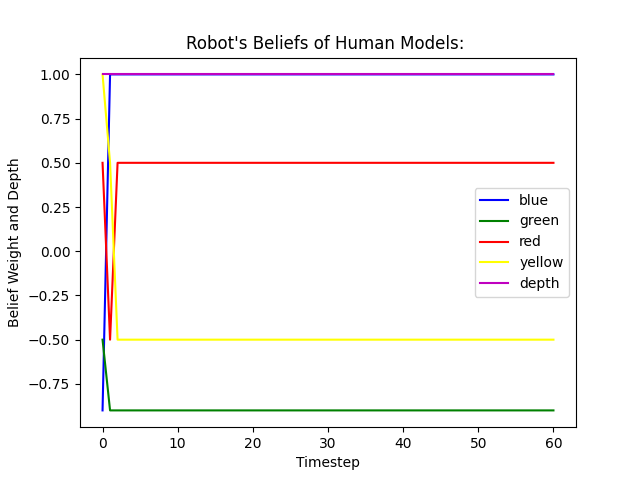 Robot's Beliefs of Human Models:
Belief Weight and Depth
1.00
0.75
0.50
0.25
0.00
−0.25
−0.50
−0.75
blue
green
red
yellow
depth
0 10 20 30 40 50 60
Timestep